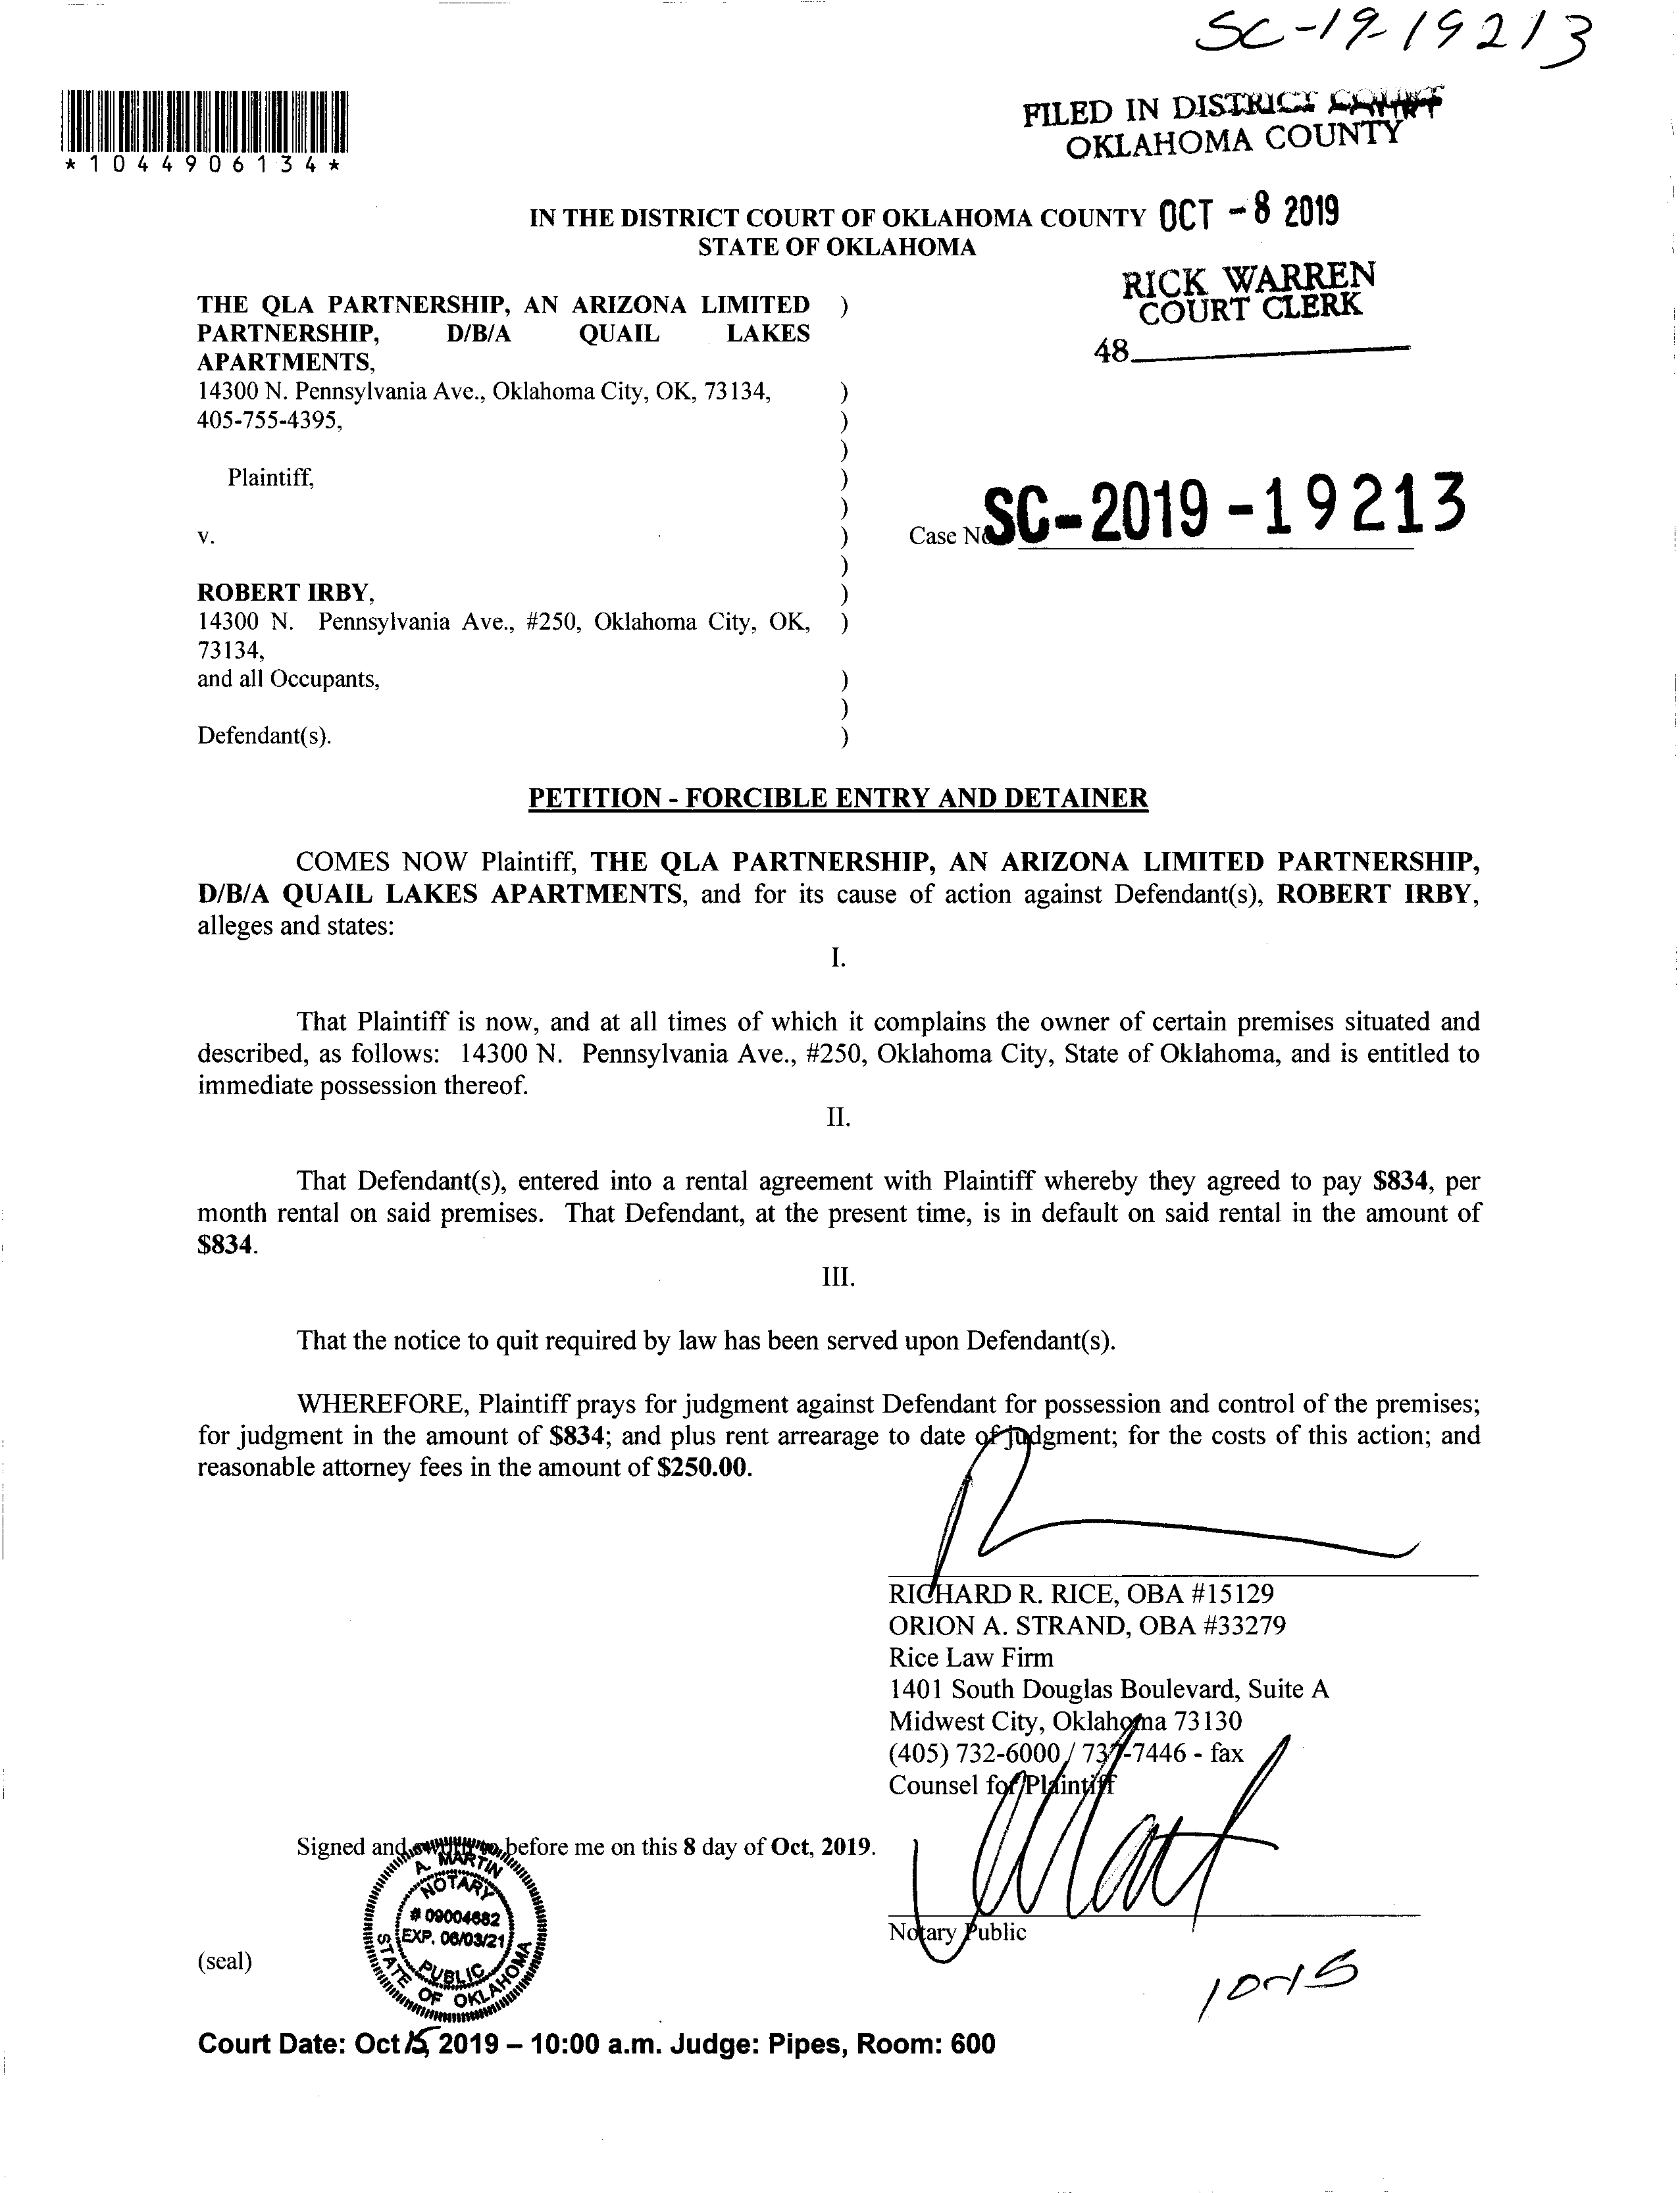 SC-19-19213
FILED IN DISTRICT COURT
OKLAHOMA COUNTY
*1044906134*
IN THE DISTRICT COURT OF OKLAHOMA COUNTY OCT -8 2019
STATE OF OKLAHOMA
RICK WARREN
COURT CLERK
48
THE QLA PARTNERSHIP, AN ARIZONA LIMITED )
PARTNERSHIP, D/B/A QUAIL LAKES
APARTMENTS,
14300 N. Pennsylvania Ave., Oklahoma City, OK, 73134, )
405-755-4395, )
)
Plaintiff, )
)
v. ) Case No SC-2019-19213
)
ROBERT IRBY, )
14300 N. Pennsylvania Ave., #250, Oklahoma City, OK, )
73134,
and all Occupants, )
)
Defendant(s). )
PETITION - FORCIBLE ENTRY AND DETAINER
COMES NOW Plaintiff, THE QLA PARTNERSHIP, AN ARIZONA LIMITED PARTNERSHIP,
D/B/A QUAIL LAKES APARTMENTS, and for its cause of action against Defendant(s), ROBERT IRBY,
alleges and states:
I.
That Plaintiff is now, and at all times of which it complains the owner of certain premises situated and
described, as follows: 14300 N. Pennsylvania Ave., #250, Oklahoma City, State of Oklahoma, and is entitled to
immediate possession thereof.
II.
That Defendant(s), entered into a rental agreement with Plaintiff whereby they agreed to pay $834, per
month rental on said premises. That Defendant, at the present time, is in default on said rental in the amount of
$834.
III.
That the notice to quit required by law has been served upon Defendant(s).
WHEREFORE, Plaintiff prays for judgment against Defendant for possession and control of the premises;
for judgment in the amount of $834; and plus rent arrearage to date of judgment; for the costs of this action; and
reasonable attorney fees in the amount of $250.00.
RICHARD R. RICE, OBA #15129
ORION A. STRAND, OBA #33279
Rice Law Firm
1401 South Douglas Boulevard, Suite A
Midwest City, Oklahoma 73130
(405) 732-6000 / 737-7446 - fax
Counsel for Plaintiff
Signed and before me on this 8 day of Oct, 2019.
A. MARTIN
NOTARY
# 09004682
EXP. 06/03/21
PUBLIC
STATE OF OKLAHOMA
Notary Public
(seal)
10-15
Court Date: Oct 15, 2019 – 10:00 a.m. Judge: Pipes, Room: 600